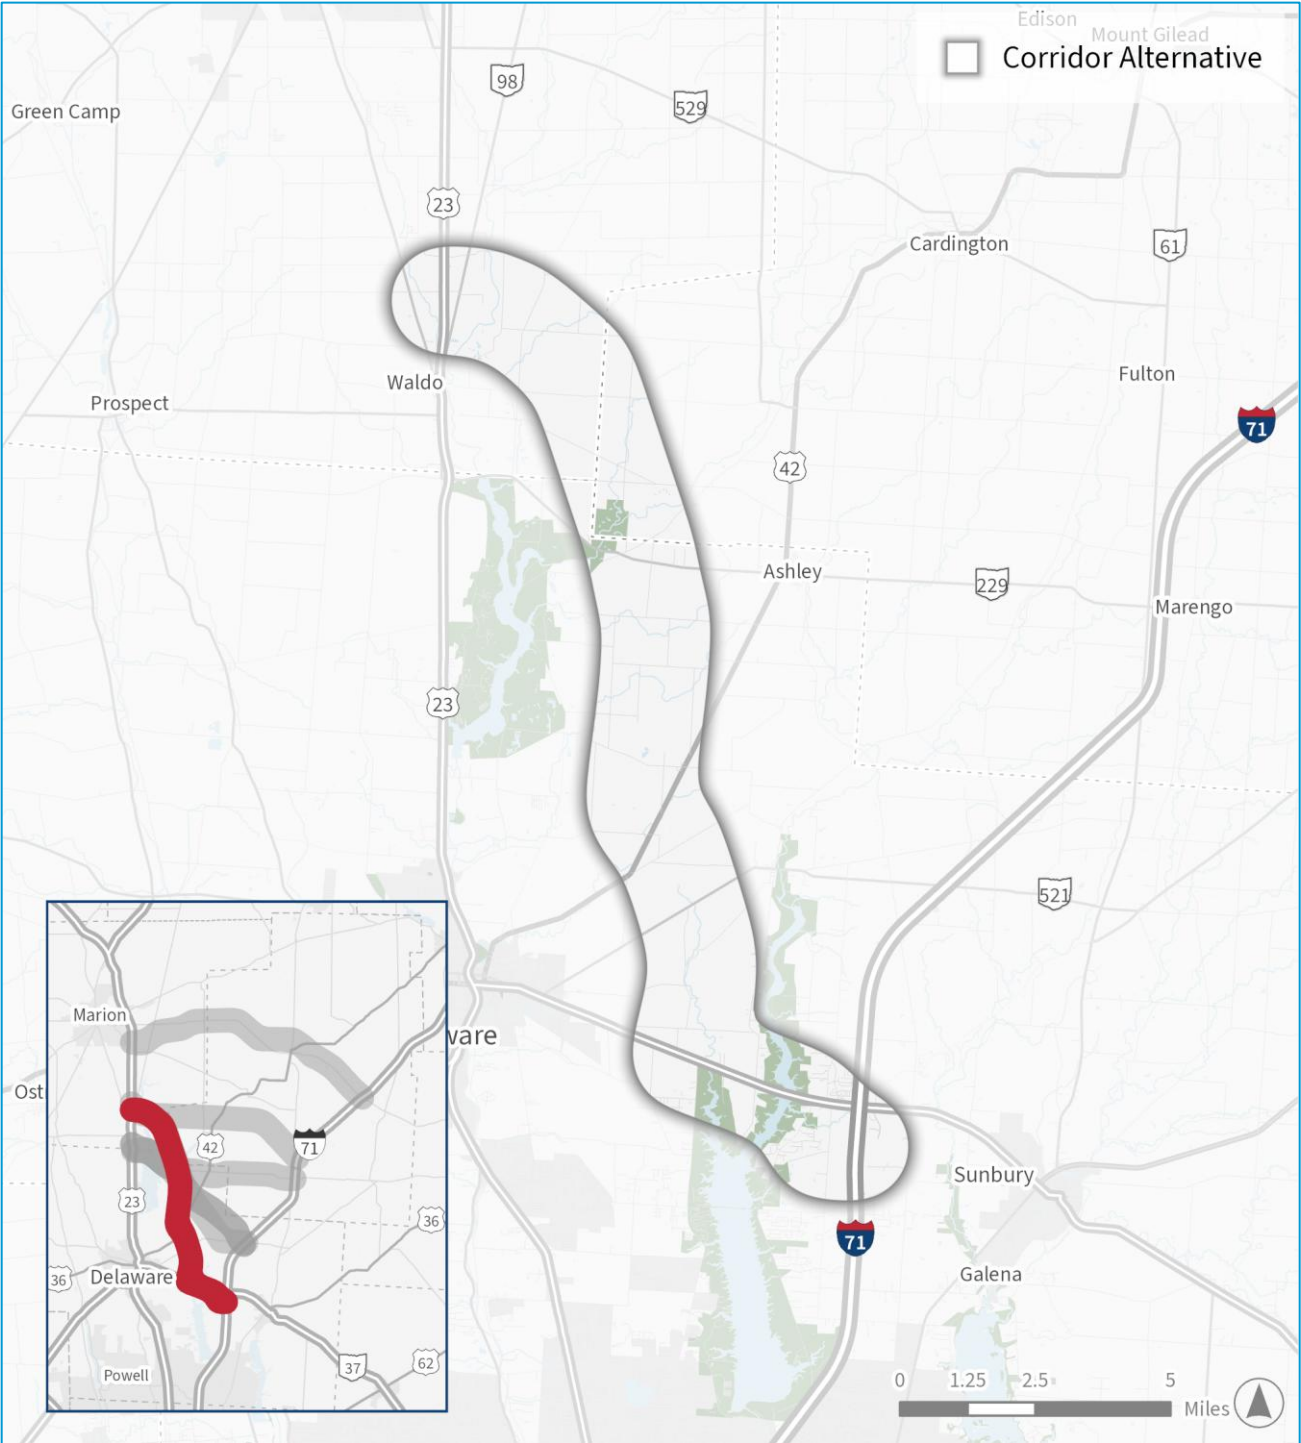 Edison
Mount Gilead
Corridor Alternative
98
529
Green Camp
23
Cardington
61
Waldo
Fulton
Prospect
71
42
Ashley
229
Marengo
23
521
ware
Ost
Sunbury
71
Galena
Marion
42
71
23
36
36
Delaware
37
62
Powell
0 1.25 2.5 5
Miles